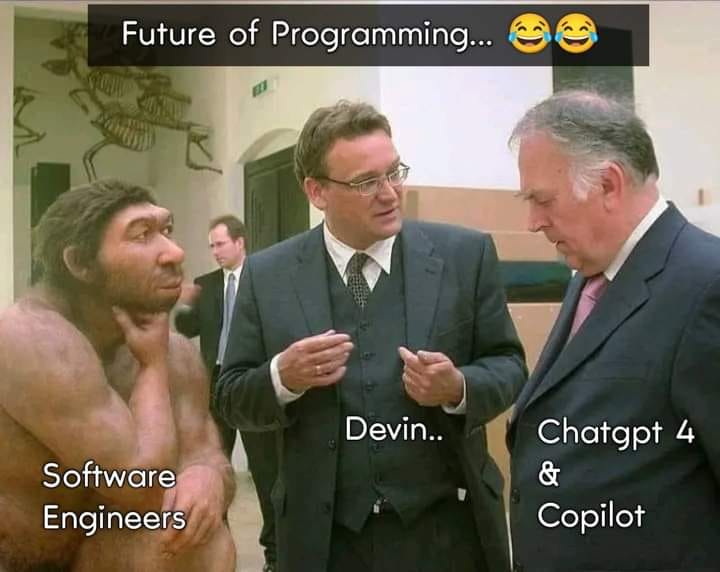 Future of Programming... 😂😂
Devin..
Software
Engineers
Chatgpt 4
&
Copilot